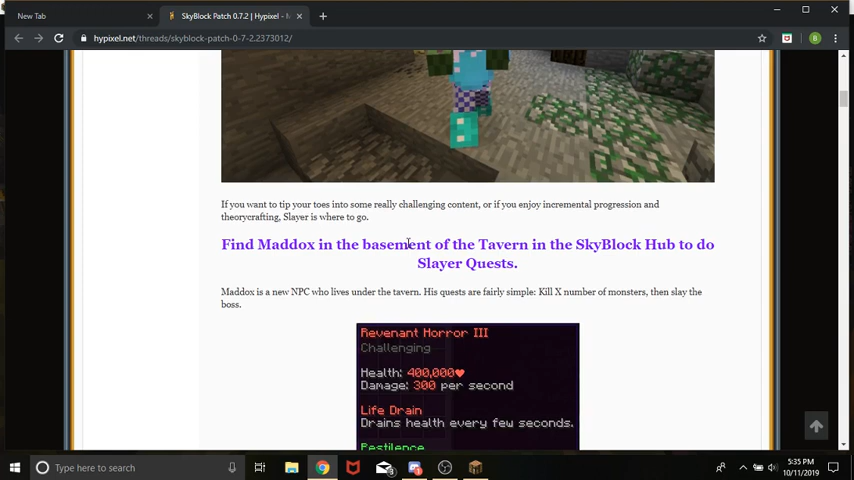 New Tab
SkyBlock Patch 0.7.2 | Hypixel -
hypixel.net/threads/skyblock-patch-0-7-2.2373012/
B
If you want to tip your toes into some really challenging content, or if you enjoy incremental progression and
theorycrafting, Slayer is where to go.
Find Maddox in the basement of the Tavern in the SkyBlock Hub to do
Slayer Quests.
Maddox is a new NPC who lives under the tavern. His quests are fairly simple: Kill X number of monsters, then slay the
boss.
Revenant Horror III
Challenging
Health: 400,000❤
Damage: 300 per second
Life Drain
Drains health every few seconds.
Pestilence
Type here to search
5:35 PM
10/11/2019